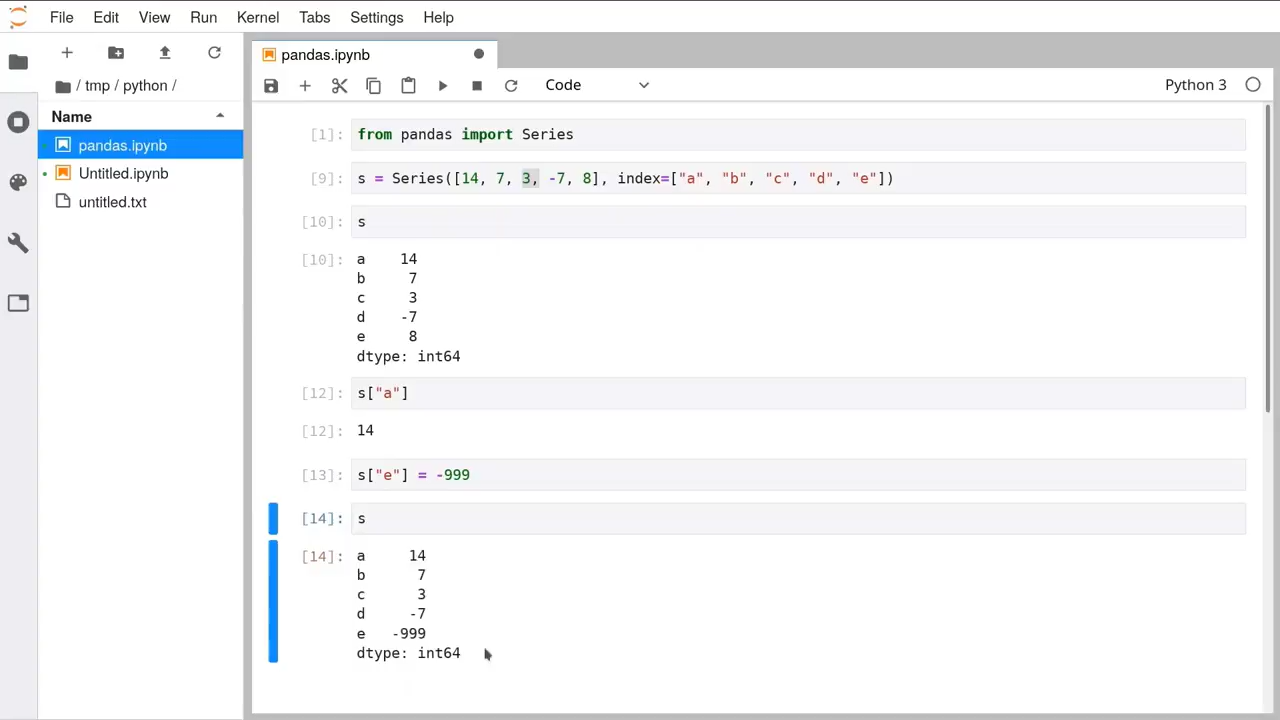 File Edit View Run Kernel Tabs Settings Help
pandas.ipynb
Code
Python 3
/ tmp / python /
Name
pandas.ipynb
Untitled.ipynb
untitled.txt
[1]: from pandas import Series
[9]: s = Series([14, 7, 3, -7, 8], index=["a", "b", "c", "d", "e"])
[10]: s
[10]: a 14
b 7
c 3
d -7
e 8
dtype: int64
[12]: s["a"]
[12]: 14
[13]: s["e"] = -999
[14]: s
[14]: a 14
b 7
c 3
d -7
e -999
dtype: int64